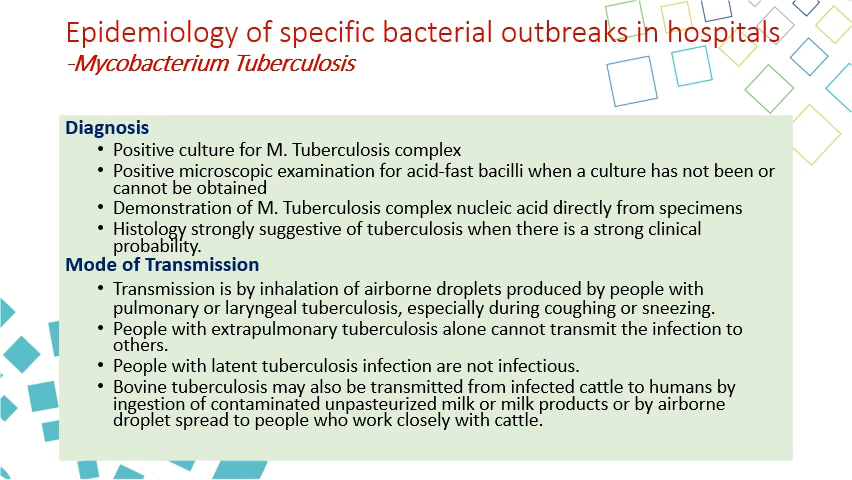 Epidemiology of specific bacterial outbreaks in hospitals
-Mycobacterium Tuberculosis
Diagnosis
• Positive culture for M. Tuberculosis complex
• Positive microscopic examination for acid-fast bacilli when a culture has not been or
cannot be obtained
• Demonstration of M. Tuberculosis complex nucleic acid directly from specimens
• Histology strongly suggestive of tuberculosis when there is a strong clinical
probability.
Mode of Transmission
• Transmission is by inhalation of airborne droplets produced by people with
pulmonary or laryngeal tuberculosis, especially during coughing or sneezing.
• People with extrapulmonary tuberculosis alone cannot transmit the infection to
others.
• People with latent tuberculosis infection are not infectious.
• Bovine tuberculosis may also be transmitted from infected cattle to humans by
ingestion of contaminated unpasteurized milk or milk products or by airborne
droplet spread to people who work closely with cattle.